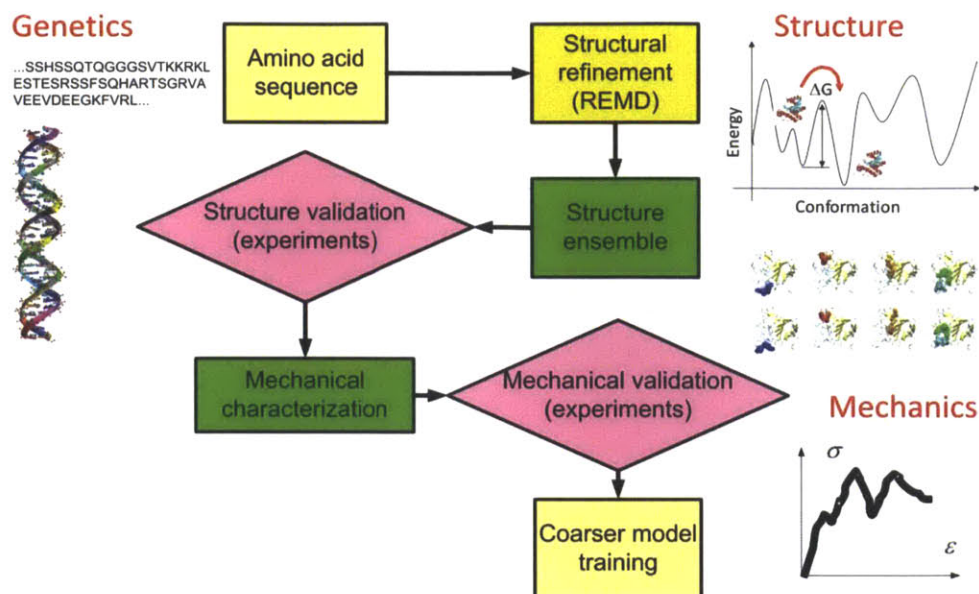 Genetics
...SSHSSQTQGGGSVTKKRKL
ESTESRSSFSQHARTSGRVA
VEEVDEEGKFVRL...
Amino acid
sequence
Structural
refinement
(REMD)
Structure
Energy
ΔG
Conformation
Structure validation
(experiments)
Structure
ensemble
Mechanical
characterization
Mechanical validation
(experiments)
Mechanics
σ
ε
Coarser model
training